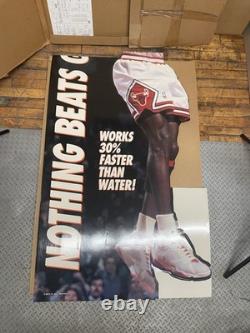 NOTHING BEATS G
WORKS
30%
FASTER
THAN
WATER!